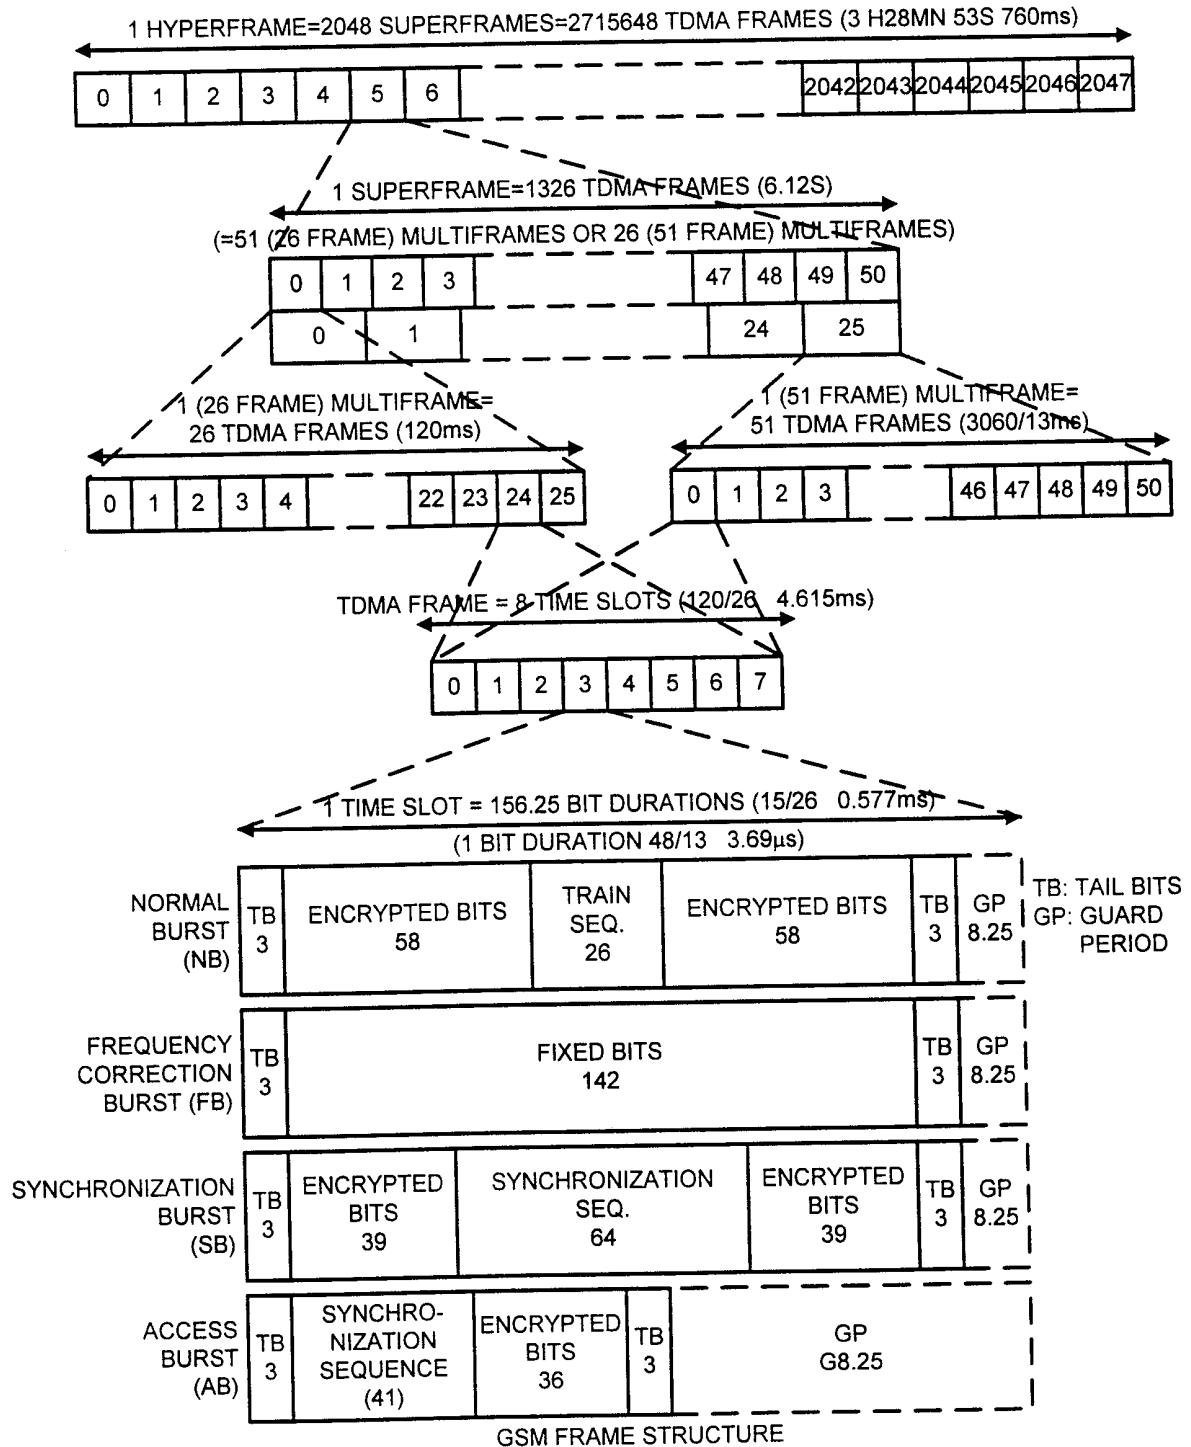 1 HYPERFRAME=2048 SUPERFRAMES=2715648 TDMA FRAMES (3 H28MN 53S 760ms)
0 1 2 3 4 5 6 2042 2043 2044 2045 2046 2047
1 SUPERFRAME=1326 TDMA FRAMES (6.12S)
(=51 (26 FRAME) MULTIFRAMES OR 26 (51 FRAME) MULTIFRAMES)
0 1 2 3 47 48 49 50
0 1 24 25
1 (26 FRAME) MULTIFRAME=
26 TDMA FRAMES (120ms)
1 (51 FRAME) MULTIFRAME=
51 TDMA FRAMES (3060/13ms)
0 1 2 3 4 22 23 24 25
0 1 2 3 46 47 48 49 50
TDMA FRAME = 8 TIME SLOTS (120/26 4.615ms)
0 1 2 3 4 5 6 7
1 TIME SLOT = 156.25 BIT DURATIONS (15/26 0.577ms)
(1 BIT DURATION 48/13 3.69µs)
NORMAL
BURST
(NB)
TB
3
ENCRYPTED BITS
58
TRAIN
SEQ.
26
ENCRYPTED BITS
58
TB
3
GP
8.25
TB: TAIL BITS
GP: GUARD
PERIOD
FREQUENCY
CORRECTION
BURST (FB)
TB
3
FIXED BITS
142
TB
3
GP
8.25
SYNCHRONIZATION
BURST
(SB)
TB
3
ENCRYPTED
BITS
39
SYNCHRONIZATION
SEQ.
64
ENCRYPTED
BITS
39
TB
3
GP
8.25
ACCESS
BURST
(AB)
TB
3
SYNCHRO-
NIZATION
SEQUENCE
(41)
ENCRYPTED
BITS
36
TB
3
GP
G8.25
GSM FRAME STRUCTURE